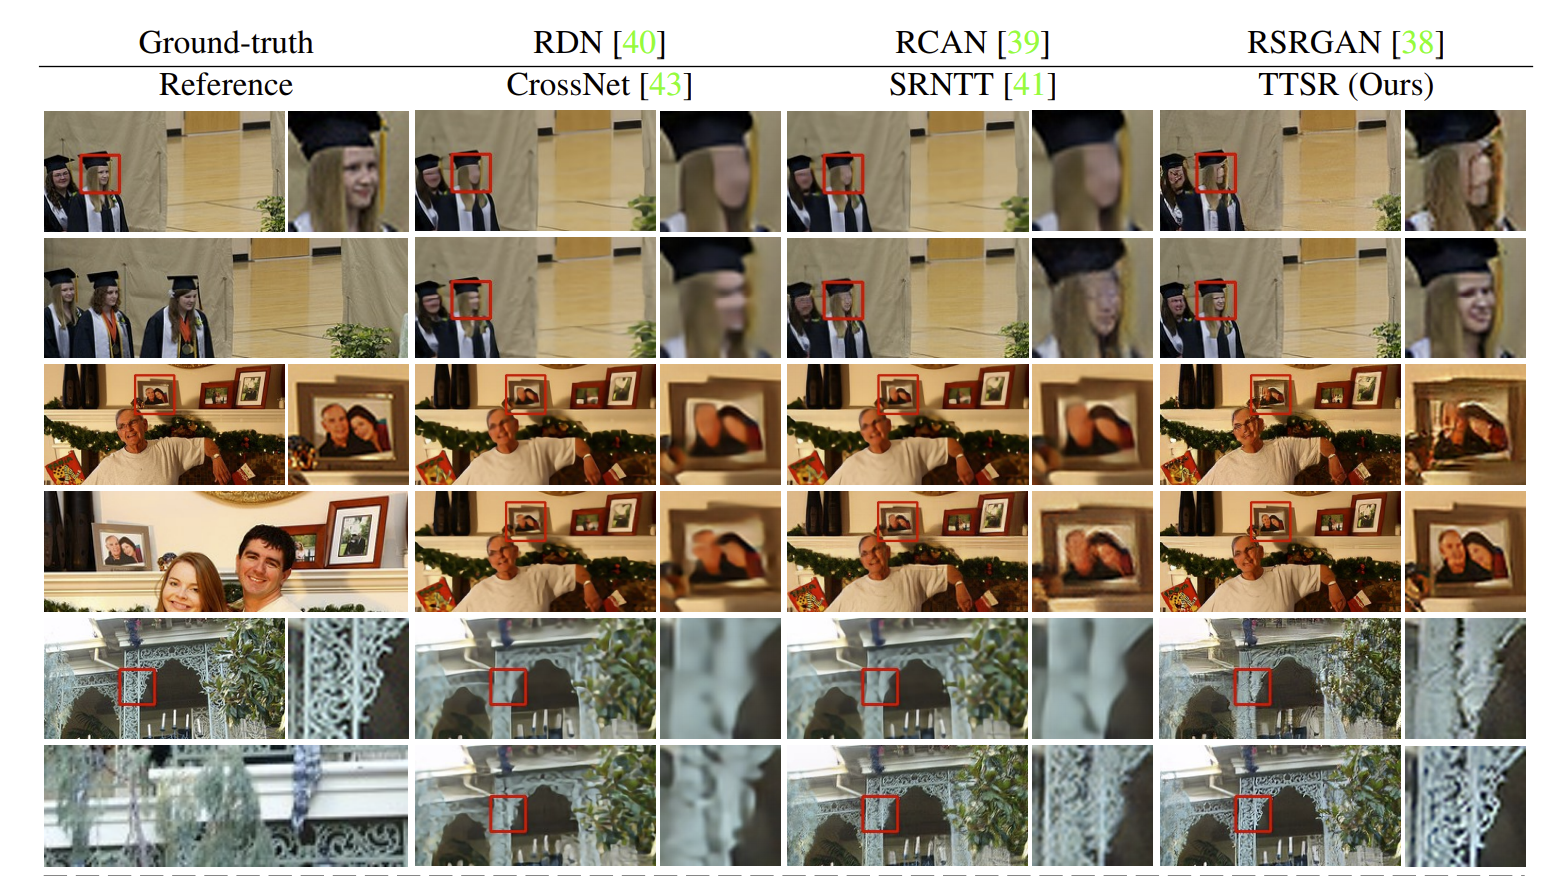 Ground-truth RDN [40] RCAN [39] RSRGAN [38]
Reference CrossNet [43] SRNTT [41] TTSR (Ours)